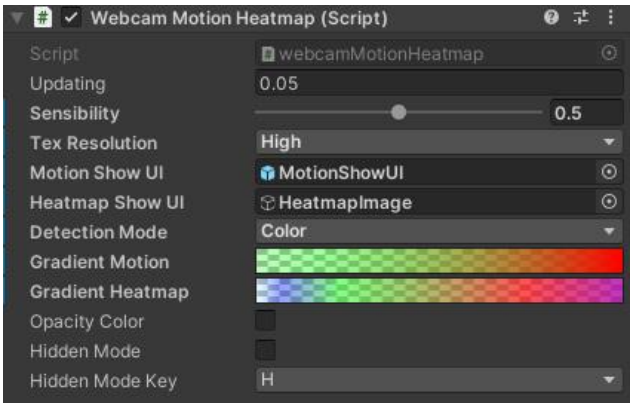 Webcam Motion Heatmap (Script)
Script webcamMotionHeatmap
Updating 0.05
Sensibility 0.5
Tex Resolution High
Motion Show UI MotionShowUI
Heatmap Show UI HeatmapImage
Detection Mode Color
Gradient Motion
Gradient Heatmap
Opacity Color
Hidden Mode
Hidden Mode Key H